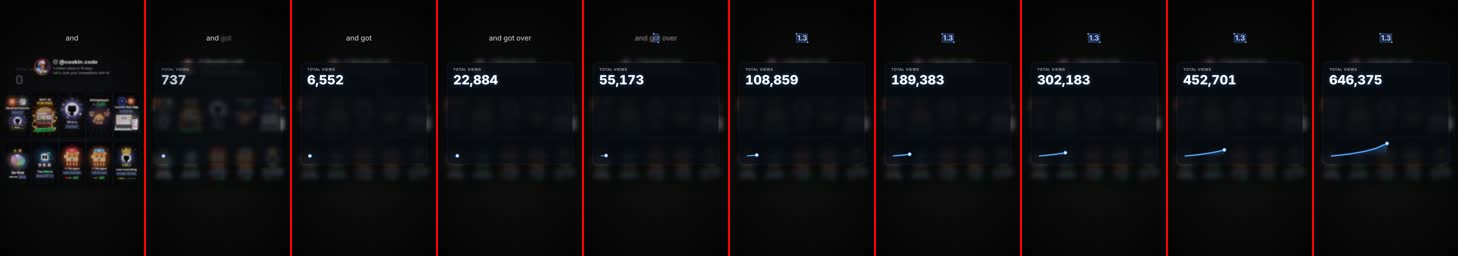 and
@cookin.code
0
and got
TOTAL VIEWS
737
and got
TOTAL VIEWS
6,552
and got over
TOTAL VIEWS
22,884
and got over
TOTAL VIEWS
55,173
1.3
TOTAL VIEWS
108,859
1.3
TOTAL VIEWS
189,383
1.3
TOTAL VIEWS
302,183
1.3
TOTAL VIEWS
452,701
1.3
TOTAL VIEWS
646,375